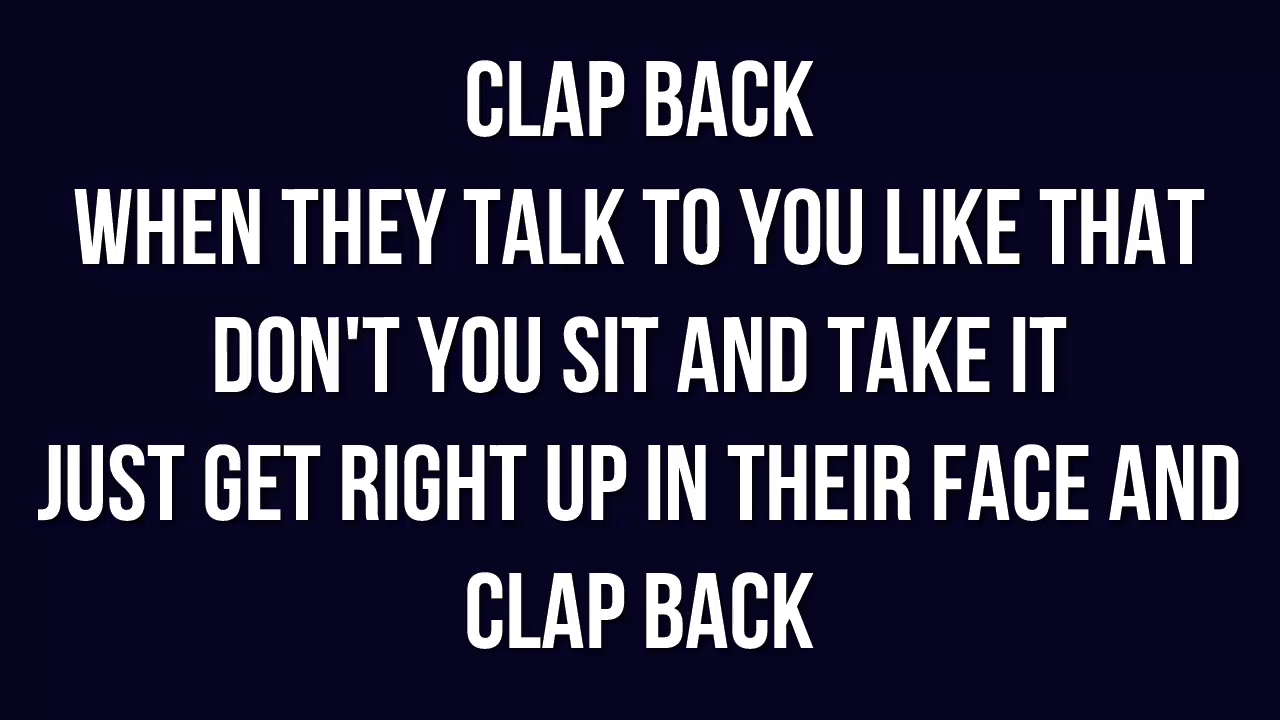 CLAP BACK
WHEN THEY TALK TO YOU LIKE THAT
DON'T YOU SIT AND TAKE IT
JUST GET RIGHT UP IN THEIR FACE AND
CLAP BACK